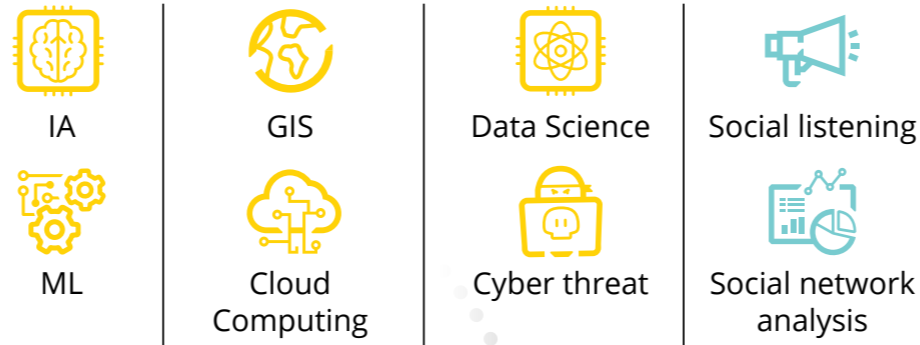 IA
GIS
Data Science
Social listening
ML
Cloud
Computing
Cyber threat
Social network
analysis